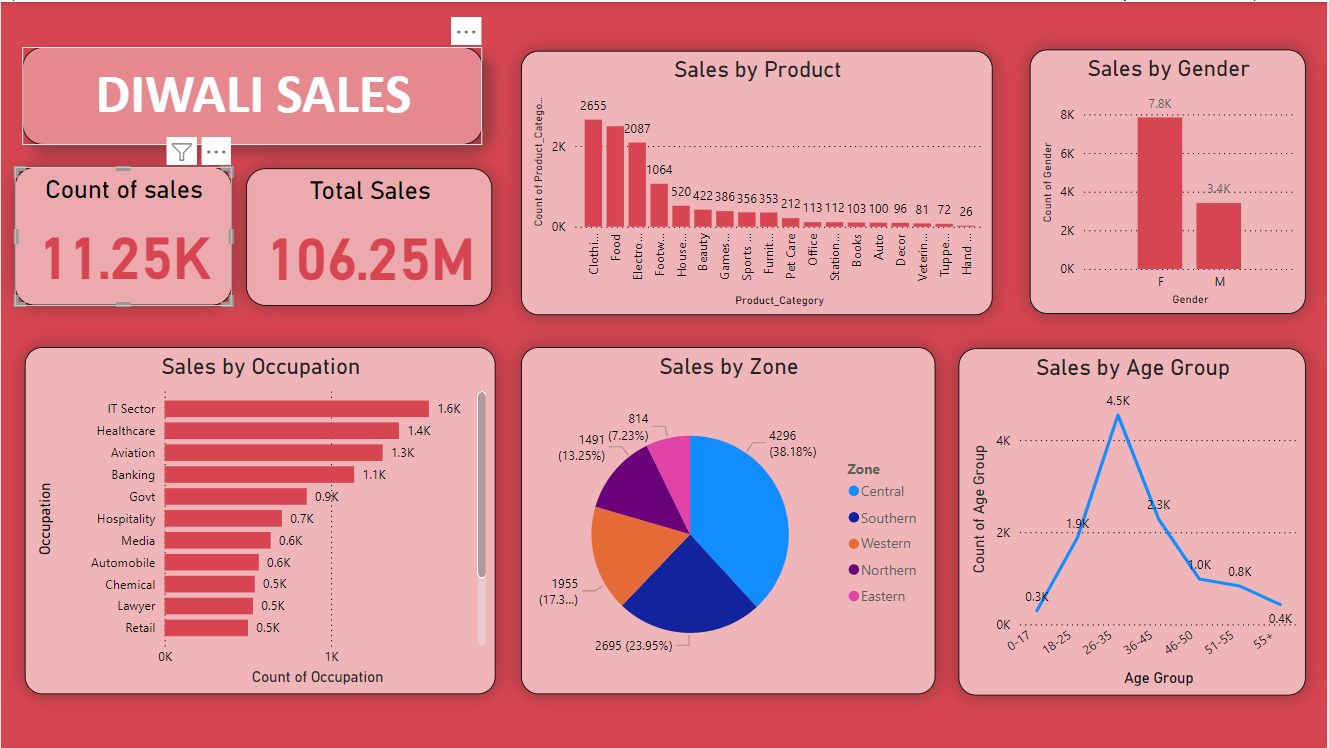 DIWALI SALES
Count of sales
11.25K
Total Sales
106.25M
Sales by Product
Count of Product_Catego...
2K
0K
2655
2087
1064
520
422
386
356
353
212
113
112
103
100
96
81
72
26
Clothi...
Food
Electro...
Footw...
House...
Beauty
Games...
Sports ...
Furnit...
Pet Care
Office
Station...
Books
Auto
Decor
Veterin...
Tuppe...
Hand ...
Product_Category
Sales by Gender
Count of Gender
8K
6K
4K
2K
0K
7.8K
3.4K
F
M
Gender
Sales by Occupation
Occupation
IT Sector 1.6K
Healthcare 1.4K
Aviation 1.3K
Banking 1.1K
Govt 0.9K
Hospitality 0.7K
Media 0.6K
Automobile 0.6K
Chemical 0.5K
Lawyer 0.5K
Retail 0.5K
0K 1K
Count of Occupation
Sales by Zone
814
(7.23%)
1491
(13.25%)
4296
(38.18%)
1955
(17.3...)
2695 (23.95%)
Zone
Central
Southern
Western
Northern
Eastern
Sales by Age Group
Count of Age Group
4K
2K
0K
0.3K
1.9K
4.5K
2.3K
1.0K
0.8K
0.4K
0-17
18-25
26-35
36-45
46-50
51-55
55+
Age Group